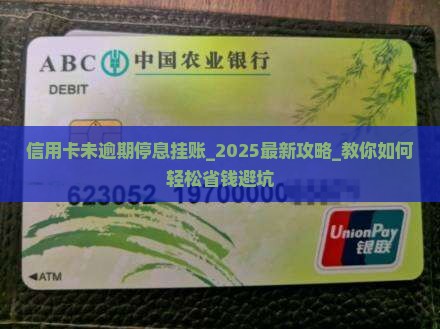 ABC 中国农业银行
DEBIT
信用卡未逾期停息挂账_2025最新攻略_教你如何
轻松省钱避坑
623052 19700000
UnionPay
银联
◀ATM